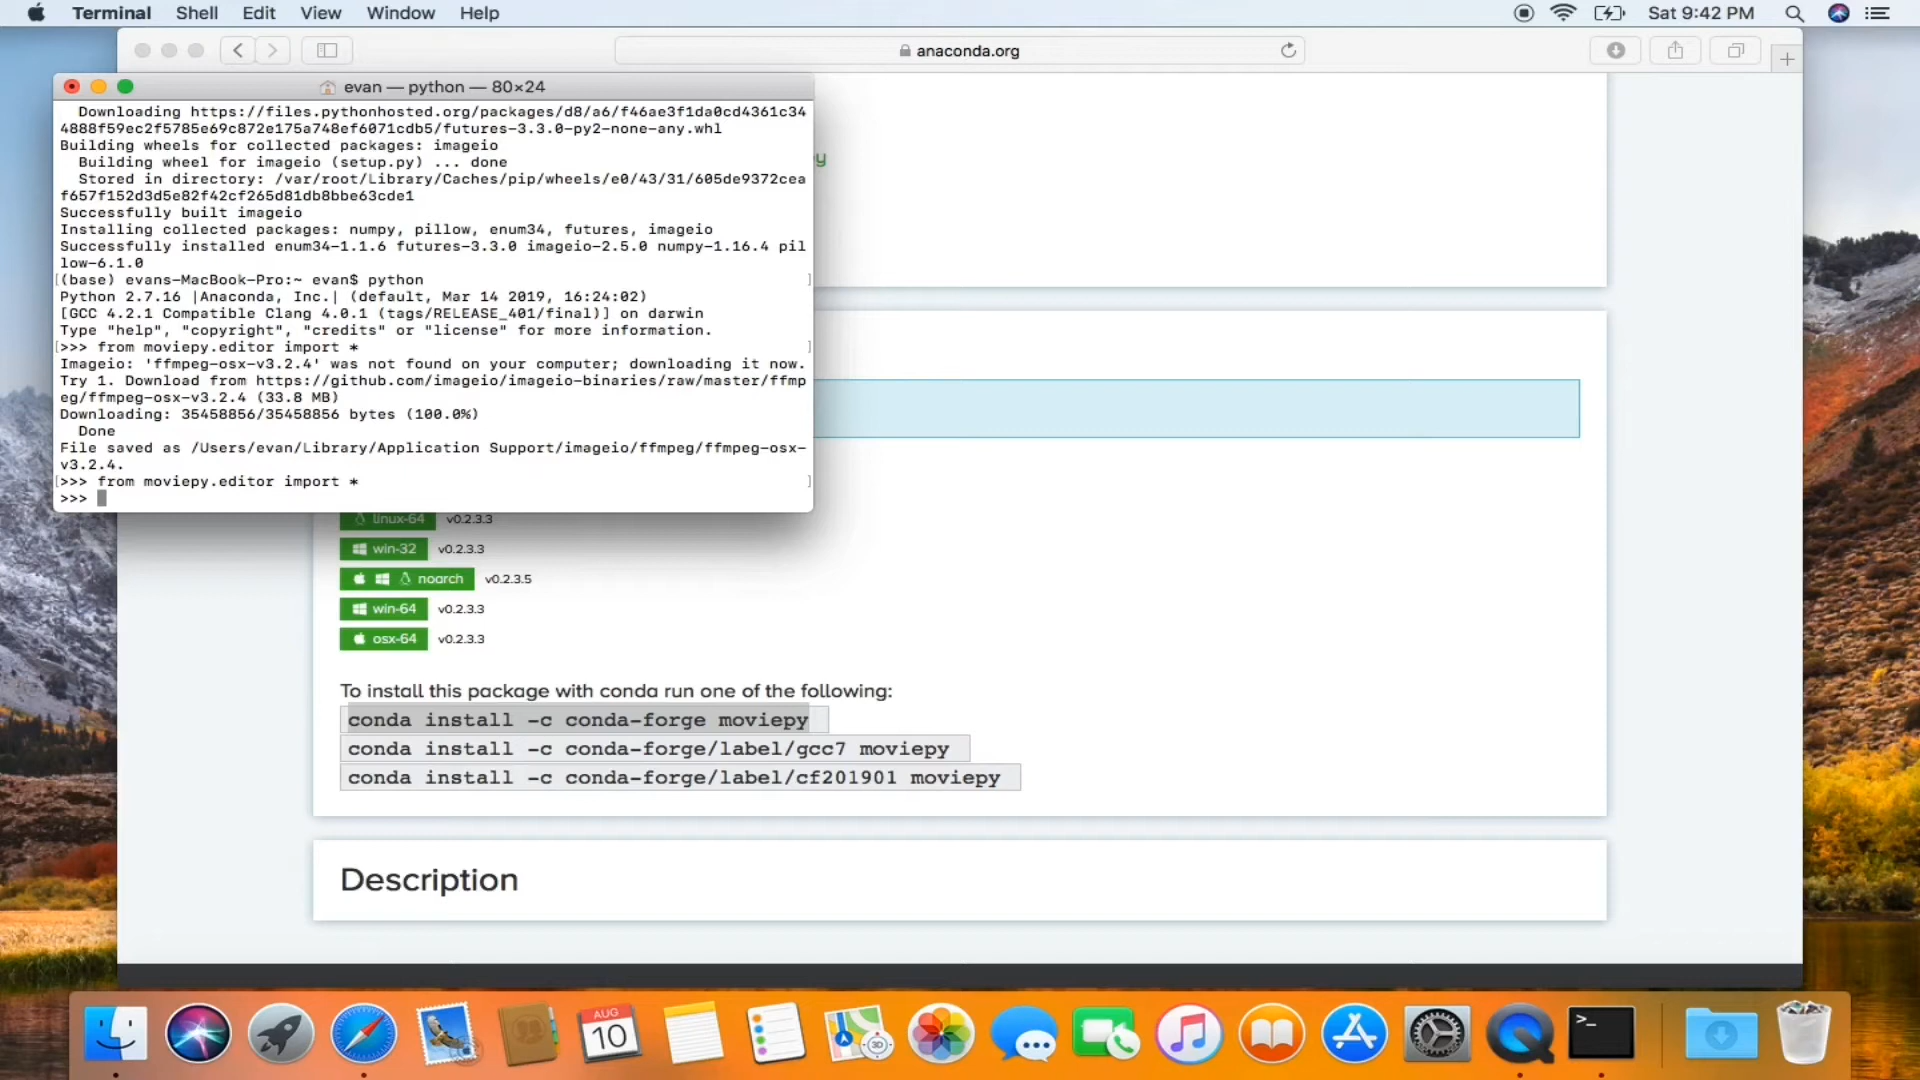 Terminal Shell Edit View Window Help Sat 9:42 PM
anaconda.org
evan — python — 80×24
Downloading https://files.pythonhosted.org/packages/d8/a6/f46ae3f1da0cd4361c34
4888f59ec2f5785e69c872e175a748ef6071cdb5/futures-3.3.0-py2-none-any.whl
Building wheels for collected packages: imageio
Building wheel for imageio (setup.py) ... done
Stored in directory: /var/root/Library/Caches/pip/wheels/e0/43/31/605de9372cea
f657f152d3d5e82f42cf265d81db8bbe63cde1
Successfully built imageio
Installing collected packages: numpy, pillow, enum34, futures, imageio
Successfully installed enum34-1.1.6 futures-3.3.0 imageio-2.5.0 numpy-1.16.4 pil
low-6.1.0
[(base) evans-MacBook-Pro:~ evan$ python ]
Python 2.7.16 |Anaconda, Inc.| (default, Mar 14 2019, 16:24:02)
[GCC 4.2.1 Compatible Clang 4.0.1 (tags/RELEASE_401/final)] on darwin
Type "help", "copyright", "credits" or "license" for more information.
[>>> from moviepy.editor import * ]
Imageio: 'ffmpeg-osx-v3.2.4' was not found on your computer; downloading it now.
Try 1. Download from https://github.com/imageio/imageio-binaries/raw/master/ffmp
eg/ffmpeg-osx-v3.2.4 (33.8 MB)
Downloading: 35458856/35458856 bytes (100.0%)
Done
File saved as /Users/evan/Library/Application Support/imageio/ffmpeg/ffmpeg-osx-
v3.2.4.
[>>> from moviepy.editor import * ]
>>>
y
linux-64 v0.2.3.3
win-32 v0.2.3.3
noarch v0.2.3.5
win-64 v0.2.3.3
osx-64 v0.2.3.3
To install this package with conda run one of the following:
conda install -c conda-forge moviepy
conda install -c conda-forge/label/gcc7 moviepy
conda install -c conda-forge/label/cf201901 moviepy
Description
AUG
10
3D
>_